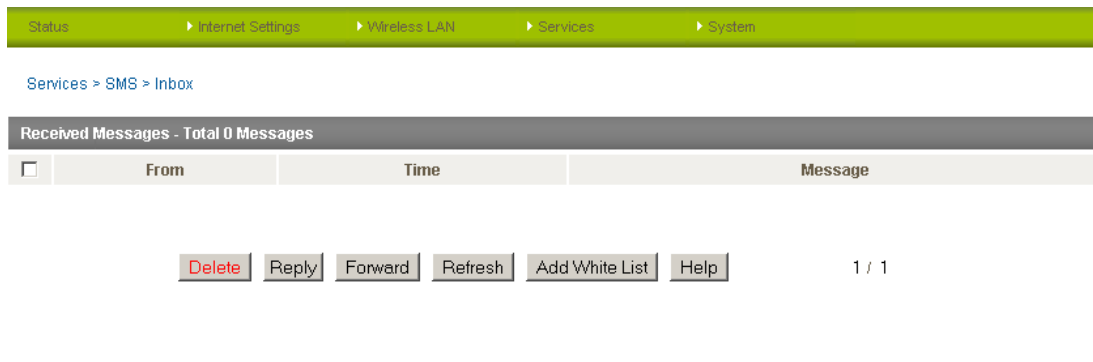 Status Internet Settings Wireless LAN Services System
Services > SMS > Inbox
Received Messages - Total 0 Messages
From Time Message
Delete Reply Forward Refresh Add White List Help 1 / 1